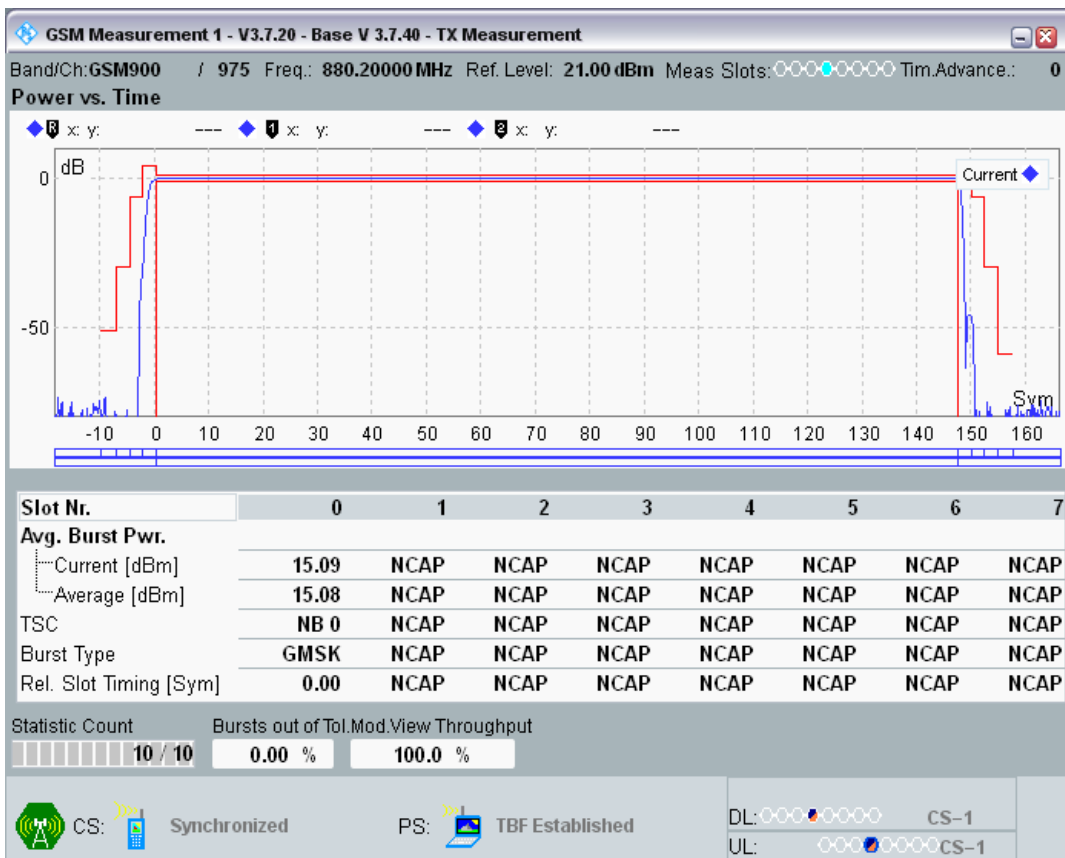 GSM Measurement 1 - V3.7.20 - Base V 3.7.40 - TX Measurement
Band/Ch:GSM900 / 975 Freq.: 880.20000 MHz Ref. Level: 21.00 dBm Meas Slots: Tim.Advance.: 0
Power vs. Time
R x: y: --- 1 x: y: --- 2 x: y: ---
dB
Current
0
-50
Sym
-10 0 10 20 30 40 50 60 70 80 90 100 110 120 130 140 150 160
Slot Nr. 0 1 2 3 4 5 6 7
Avg. Burst Pwr.
Current [dBm] 15.09 NCAP NCAP NCAP NCAP NCAP NCAP NCAP
Average [dBm] 15.08 NCAP NCAP NCAP NCAP NCAP NCAP NCAP
TSC NB 0 NCAP NCAP NCAP NCAP NCAP NCAP NCAP
Burst Type GMSK NCAP NCAP NCAP NCAP NCAP NCAP NCAP
Rel. Slot Timing [Sym] 0.00 NCAP NCAP NCAP NCAP NCAP NCAP NCAP
Statistic Count Bursts out of Tol.Mod.View Throughput
10 / 10 0.00 % 100.0 %
CS: Synchronized PS: TBF Established
DL: CS-1
UL: CS-1